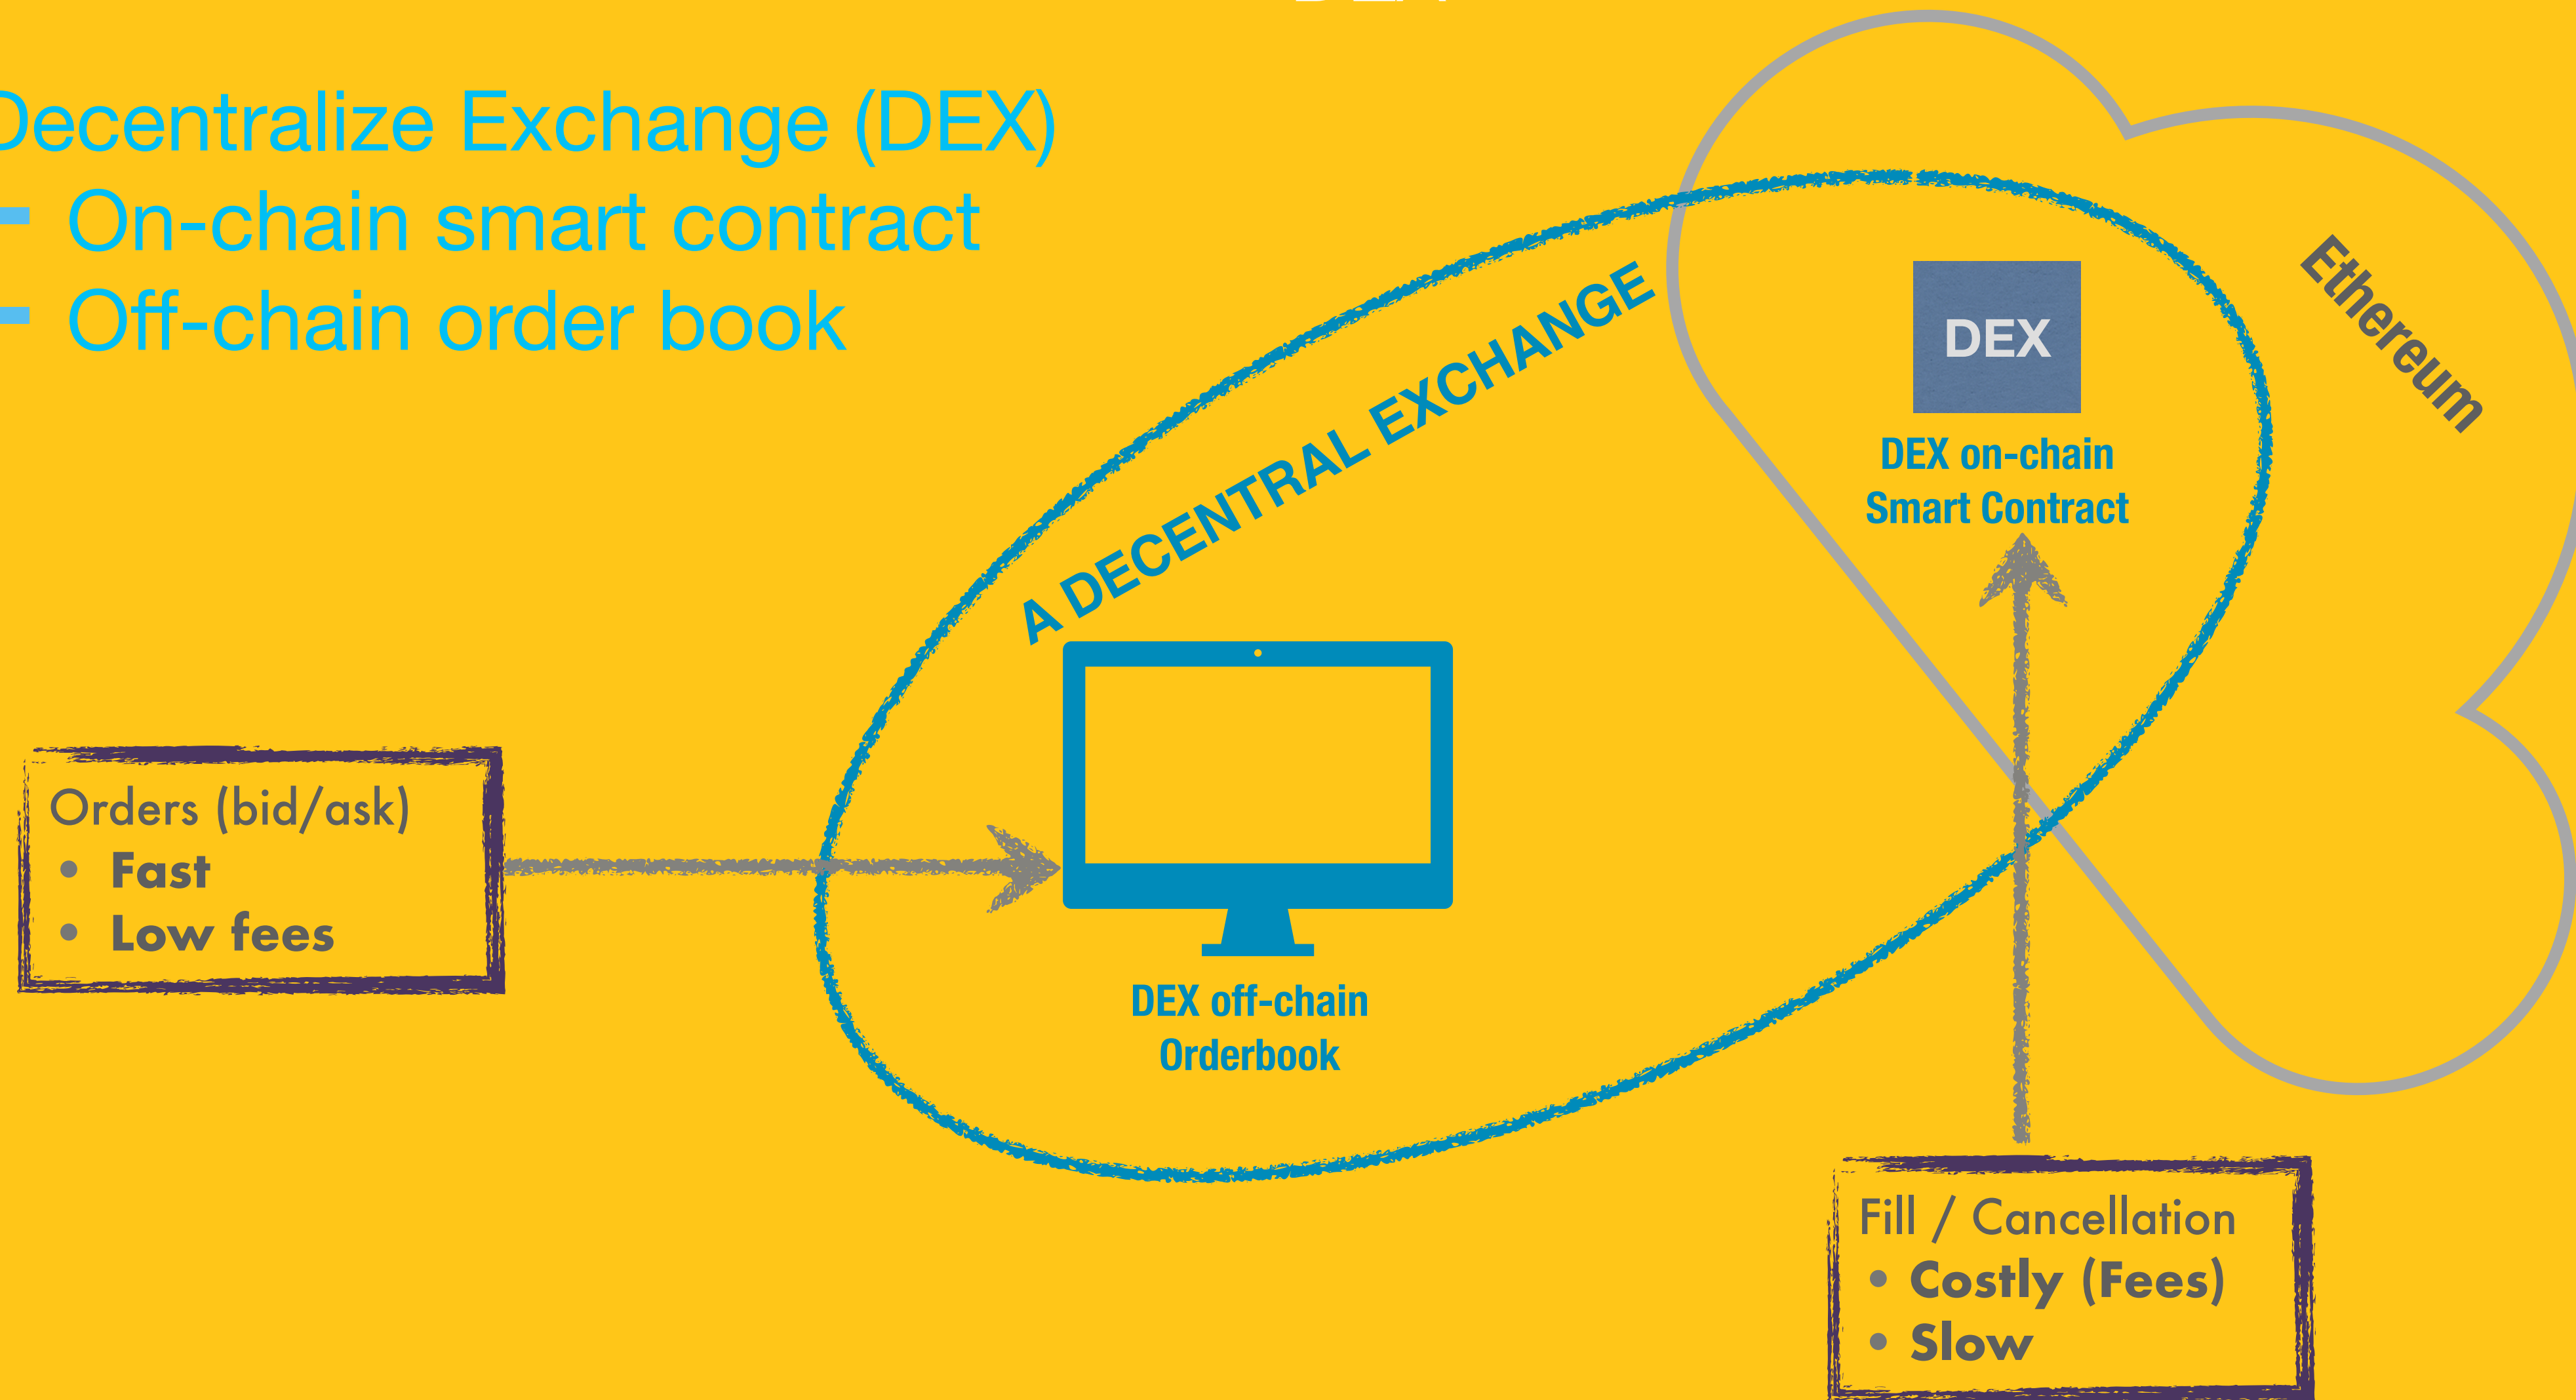 Decentralize Exchange (DEX)
- On-chain smart contract
- Off-chain order book
A DECENTRAL EXCHANGE
Ethereum
DEX
DEX on-chain
Smart Contract
Orders (bid/ask)
• Fast
• Low fees
DEX off-chain
Orderbook
Fill / Cancellation
• Costly (Fees)
• Slow